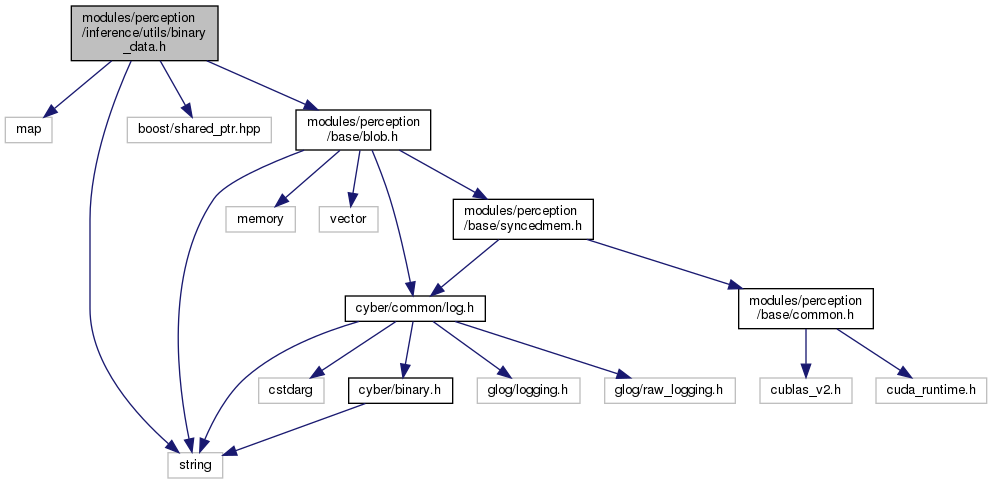 modules/perception
/inference/utils/binary
_data.h
map
boost/shared_ptr.hpp
modules/perception
/base/blob.h
memory
vector
modules/perception
/base/syncedmem.h
cyber/common/log.h
modules/perception
/base/common.h
cstdarg
cyber/binary.h
glog/logging.h
glog/raw_logging.h
cublas_v2.h
cuda_runtime.h
string